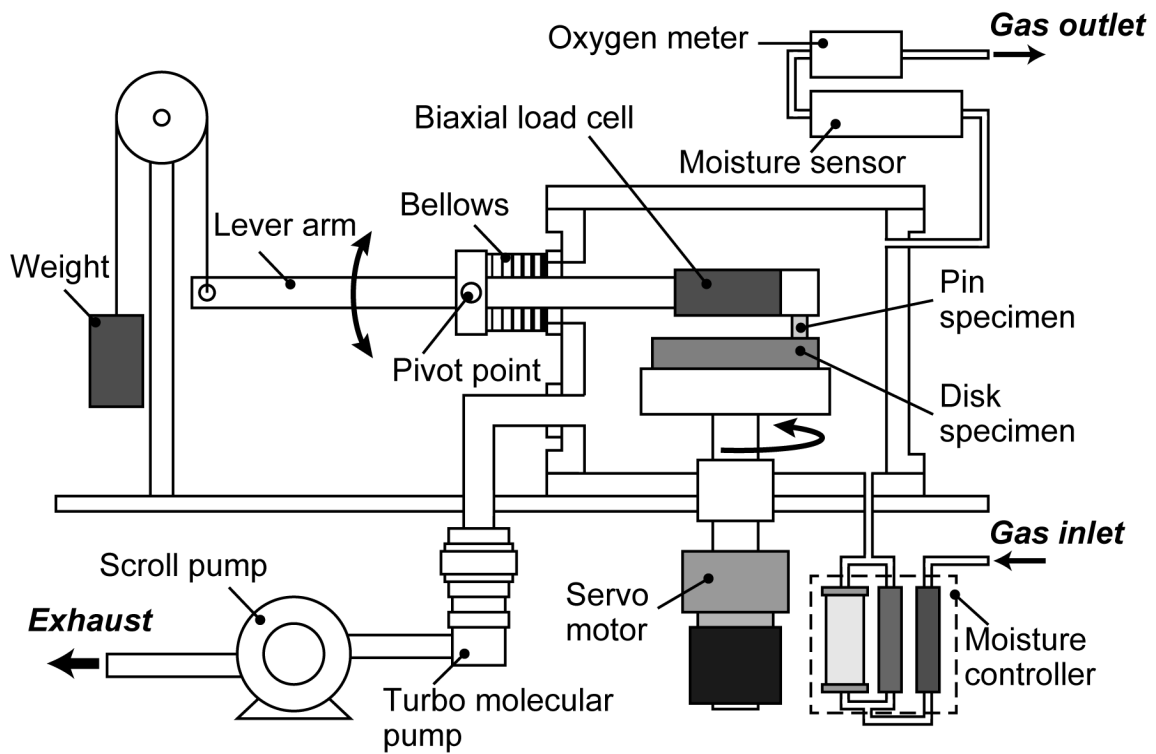 Oxygen meter
Gas outlet
Biaxial load cell
Moisture sensor
Bellows
Lever arm
Weight
Pin
specimen
Pivot point
Disk
specimen
Gas inlet
Scroll pump
Servo
motor
Exhaust
Moisture
controller
Turbo molecular
pump